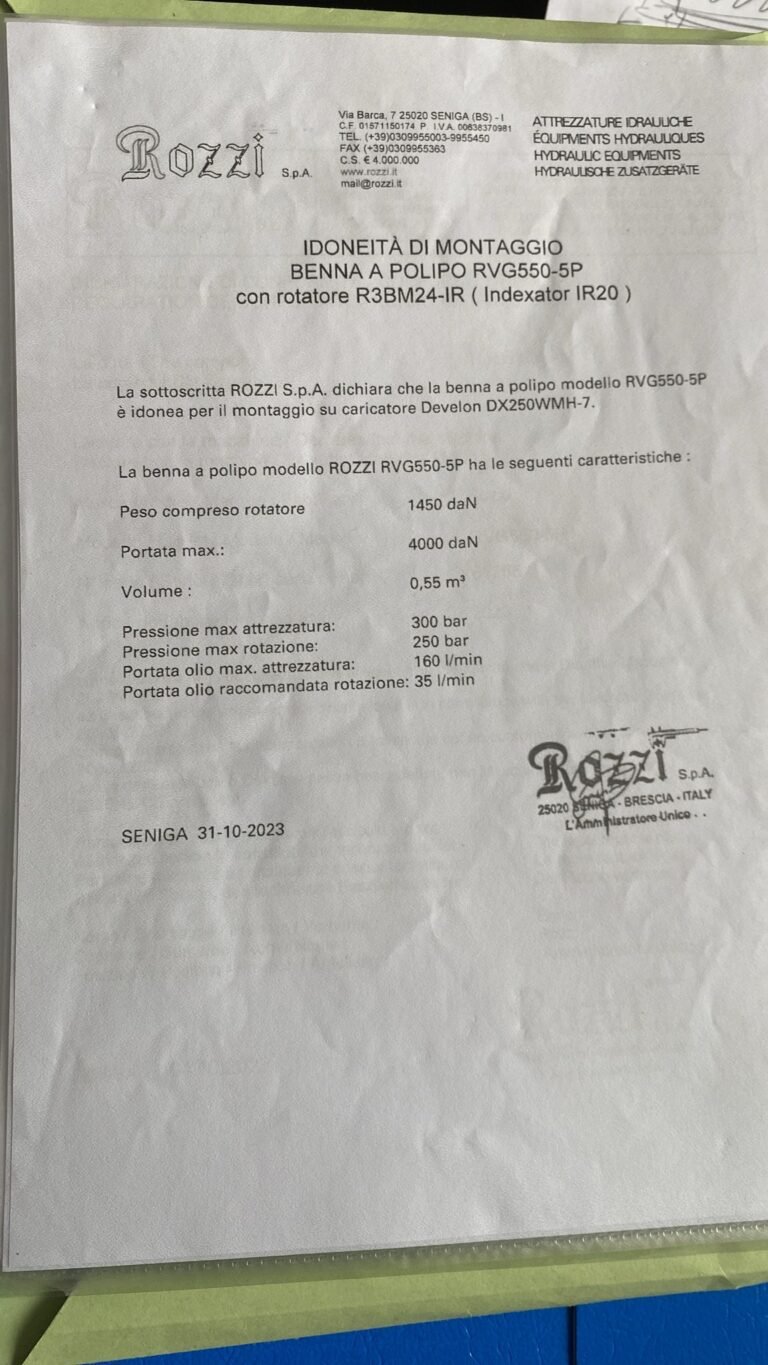 Rozzi S.p.A.
Via Barca, 7 25020 SENIGA (BS) - I
C.F. 01571150174 P. I.V.A. 00638370981
TEL. (+39)0309955003-9955450
FAX (+39)0309955363
C.S. € 4.000.000
www.rozzi.it
mail@rozzi.it
ATTREZZATURE IDRAULICHE
ÉQUIPMENTS HYDRAULIQUES
HYDRAULIC EQUIPMENTS
HYDRAULISCHE ZUSATZGERÄTE
IDONEITÀ DI MONTAGGIO
BENNA A POLIPO RVG550-5P
con rotatore R3BM24-IR ( Indexator IR20 )
La sottoscritta ROZZI S.p.A. dichiara che la benna a polipo modello RVG550-5P
è idonea per il montaggio su caricatore Develon DX250WMH-7.
La benna a polipo modello ROZZI RVG550-5P ha le seguenti caratteristiche :
Peso compreso rotatore 1450 daN
Portata max.: 4000 daN
Volume : 0,55 m³
Pressione max attrezzatura: 300 bar
Pressione max rotazione: 250 bar
Portata olio max. attrezzatura: 160 l/min
Portata olio raccomandata rotazione: 35 l/min
Rozzi S.p.A.
25020 SENIGA - BRESCIA - ITALY
L'Amministratore Unico
SENIGA 31-10-2023